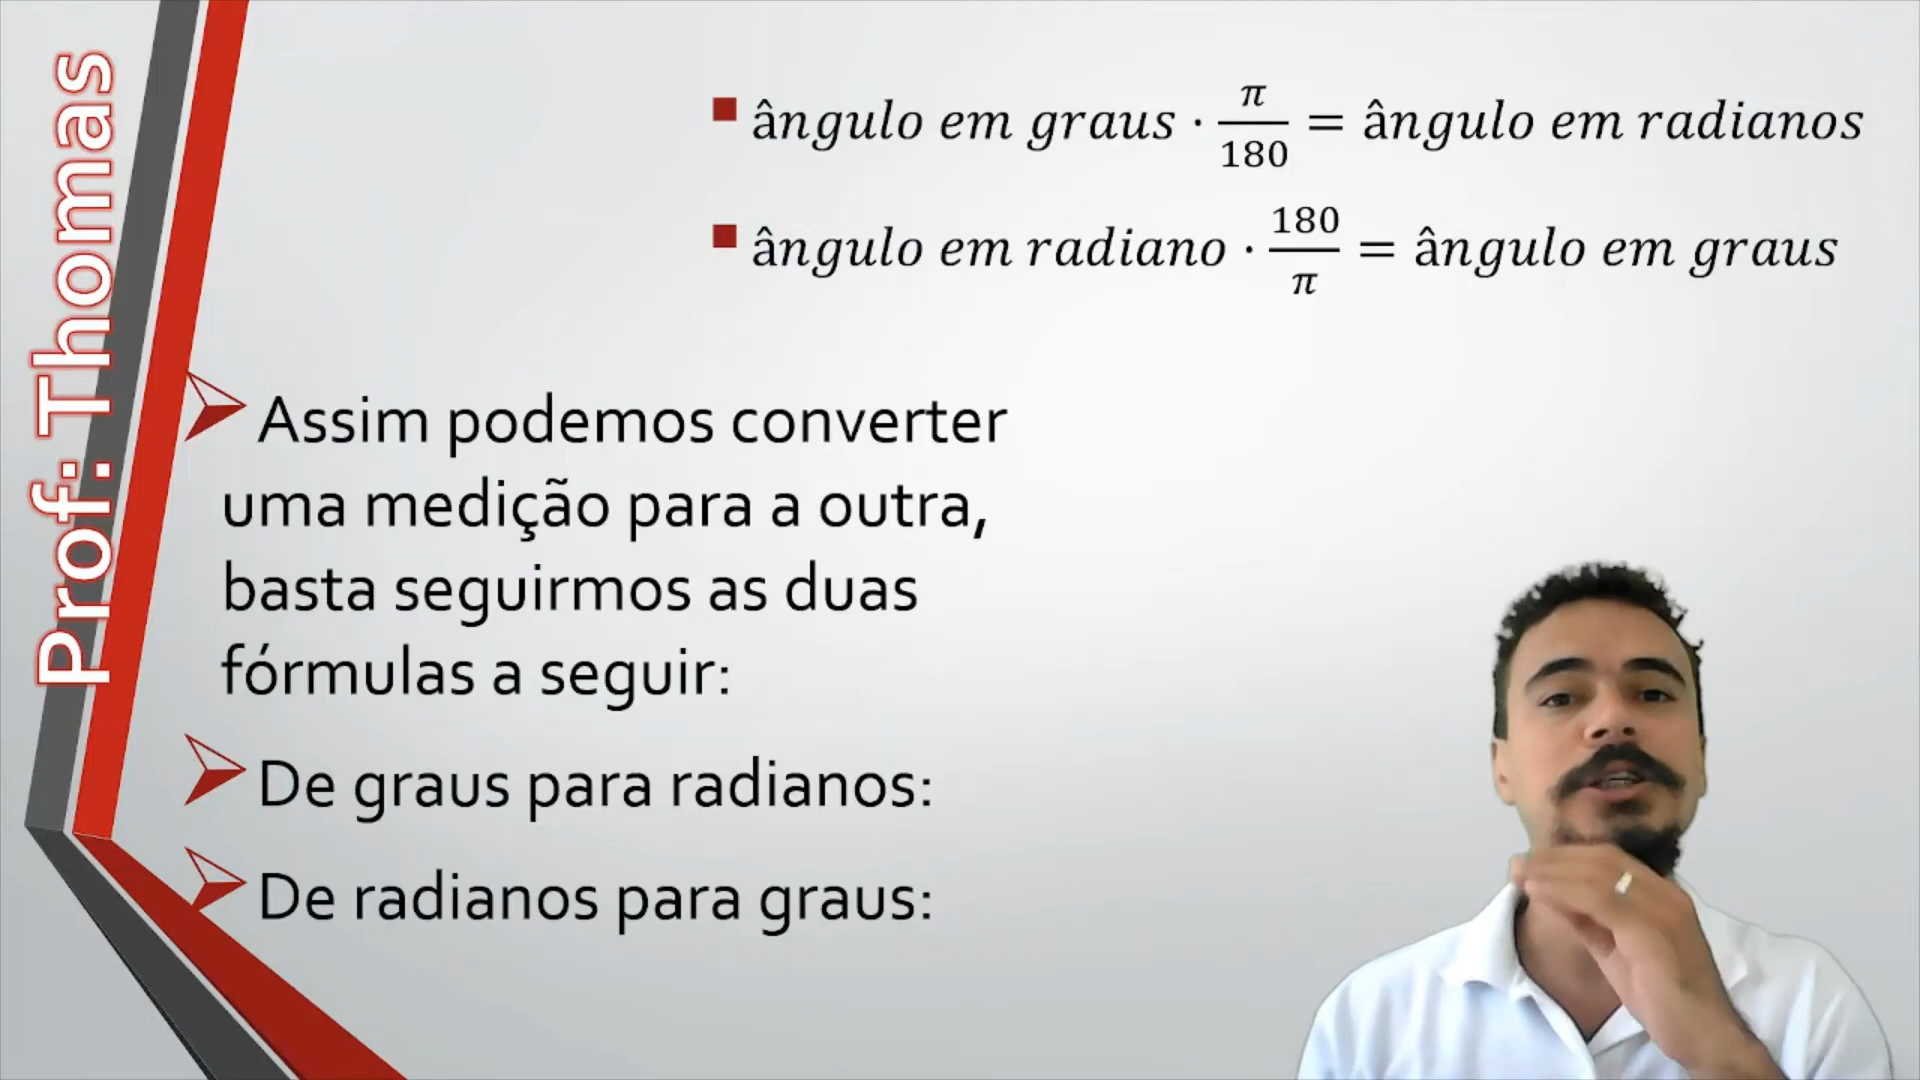 Prof: Thomas
ângulo em graus · π/180 = ângulo em radianos
ângulo em radiano · 180/π = ângulo em graus
Assim podemos converter
uma medição para a outra,
basta seguirmos as duas
fórmulas a seguir:
De graus para radianos:
De radianos para graus: